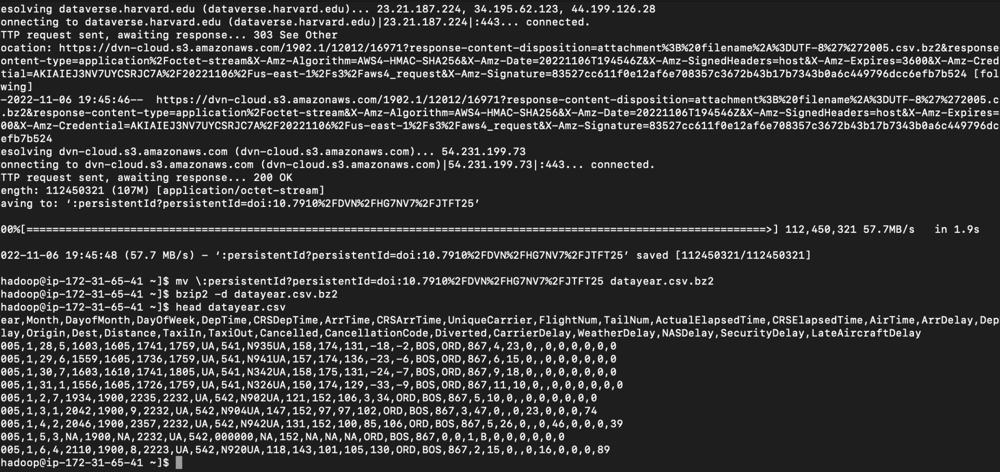 esolving dataverse.harvard.edu (dataverse.harvard.edu)... 23.21.187.224, 34.195.62.123, 44.199.126.28
onnecting to dataverse.harvard.edu (dataverse.harvard.edu)|23.21.187.224|:443... connected.
TTP request sent, awaiting response... 303 See Other
ocation: https://dvn-cloud.s3.amazonaws.com/1902.1/12012/16971?response-content-disposition=attachment%3B%20filename%2A%3DUTF-8%27%272005.csv.bz2&response-
ontent-type=application%2Foctet-stream&X-Amz-Algorithm=AWS4-HMAC-SHA256&X-Amz-Date=20221106T194546Z&X-Amz-SignedHeaders=host&X-Amz-Expires=3600&X-Amz-Cred
tial=AKIAIEJ3NV7UYCSRJC7A%2F20221106%2Fus-east-1%2Fs3%2Faws4_request&X-Amz-Signature=83527cc611f0e12af6e708357c3672b43b17b7343b0a6c449796dcc6efb7b524 [fol
wing]
-2022-11-06 19:45:46--  https://dvn-cloud.s3.amazonaws.com/1902.1/12012/16971?response-content-disposition=attachment%3B%20filename%2A%3DUTF-8%27%272005.c
.bz2&response-content-type=application%2Foctet-stream&X-Amz-Algorithm=AWS4-HMAC-SHA256&X-Amz-Date=20221106T194546Z&X-Amz-SignedHeaders=host&X-Amz-Expires=
00&X-Amz-Credential=AKIAIEJ3NV7UYCSRJC7A%2F20221106%2Fus-east-1%2Fs3%2Faws4_request&X-Amz-Signature=83527cc611f0e12af6e708357c3672b43b17b7343b0a6c449796dc
efb7b524
esolving dvn-cloud.s3.amazonaws.com (dvn-cloud.s3.amazonaws.com)... 54.231.199.73
onnecting to dvn-cloud.s3.amazonaws.com (dvn-cloud.s3.amazonaws.com)|54.231.199.73|:443... connected.
TTP request sent, awaiting response... 200 OK
ength: 112450321 (107M) [application/octet-stream]
aving to: ‘:persistentId?persistentId=doi:10.7910%2FDVN%2FHG7NV7%2FJTFT25’
00%[==================================================================================================================>] 112,450,321 57.7MB/s   in 1.9s
022-11-06 19:45:48 (57.7 MB/s) - ‘:persistentId?persistentId=doi:10.7910%2FDVN%2FHG7NV7%2FJTFT25’ saved [112450321/112450321]
hadoop@ip-172-31-65-41 ~]$ mv \:persistentId?persistentId=doi:10.7910%2FDVN%2FHG7NV7%2FJTFT25 datayear.csv.bz2
hadoop@ip-172-31-65-41 ~]$ bzip2 -d datayear.csv.bz2
hadoop@ip-172-31-65-41 ~]$ head datayear.csv
ear,Month,DayofMonth,DayOfWeek,DepTime,CRSDepTime,ArrTime,CRSArrTime,UniqueCarrier,FlightNum,TailNum,ActualElapsedTime,CRSElapsedTime,AirTime,ArrDelay,Dep
lay,Origin,Dest,Distance,TaxiIn,TaxiOut,Cancelled,CancellationCode,Diverted,CarrierDelay,WeatherDelay,NASDelay,SecurityDelay,LateAircraftDelay
005,1,28,5,1603,1605,1741,1759,UA,541,N935UA,158,174,131,-18,-2,BOS,ORD,867,4,23,0,,0,0,0,0,0,0
005,1,29,6,1559,1605,1736,1759,UA,541,N941UA,157,174,136,-23,-6,BOS,ORD,867,6,15,0,,0,0,0,0,0,0
005,1,30,7,1603,1610,1741,1805,UA,541,N342UA,158,175,131,-24,-7,BOS,ORD,867,9,18,0,,0,0,0,0,0,0
005,1,31,1,1556,1605,1726,1759,UA,541,N326UA,150,174,129,-33,-9,BOS,ORD,867,11,10,0,,0,0,0,0,0,0
005,1,2,7,1934,1900,2235,2232,UA,542,N902UA,121,152,106,3,34,ORD,BOS,867,5,10,0,,0,0,0,0,0,0
005,1,3,1,2042,1900,9,2232,UA,542,N904UA,147,152,97,97,102,ORD,BOS,867,3,47,0,,0,23,0,0,0,74
005,1,4,2,2046,1900,2357,2232,UA,542,N942UA,131,152,100,85,106,ORD,BOS,867,5,26,0,,0,46,0,0,0,39
005,1,5,3,NA,1900,NA,2232,UA,542,000000,NA,152,NA,NA,NA,ORD,BOS,867,0,0,1,B,0,0,0,0,0,0
005,1,6,4,2110,1900,8,2223,UA,542,N920UA,118,143,101,105,130,ORD,BOS,867,2,15,0,,0,16,0,0,0,89
hadoop@ip-172-31-65-41 ~]$